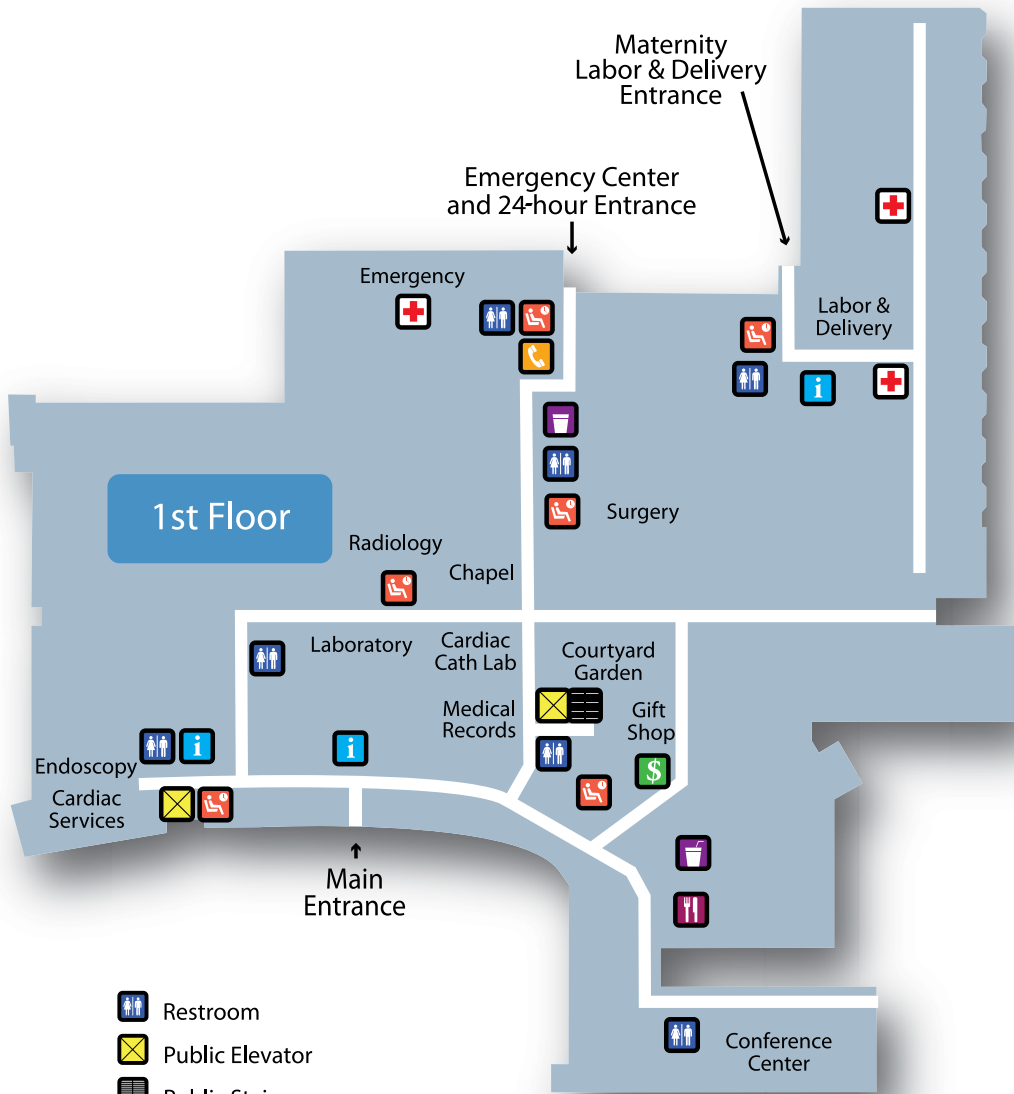 Maternity
Labor & Delivery
Entrance
Emergency Center
and 24-hour Entrance
Emergency
Labor &
Delivery
1st Floor
Surgery
Radiology
Chapel
Laboratory
Cardiac
Cath Lab
Courtyard
Garden
Medical
Records
Gift
Shop
i
i
i
$
Endoscopy
Cardiac
Services
Main
Entrance
Restroom
Public Elevator
Conference
Center